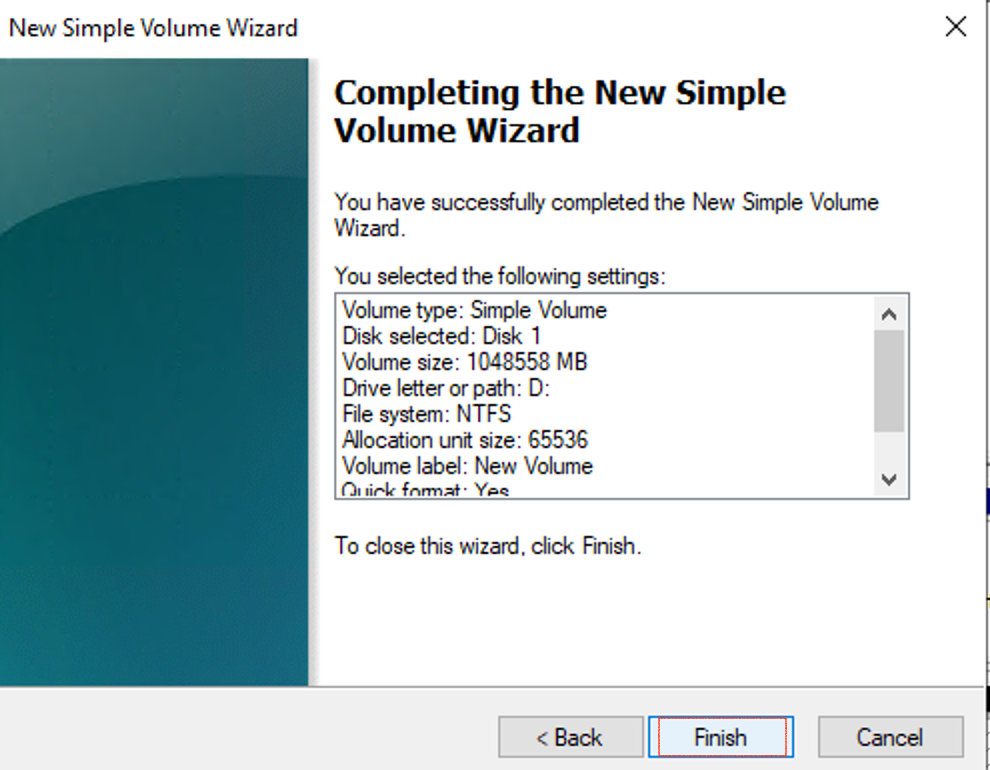 New Simple Volume Wizard
Completing the New Simple
Volume Wizard
You have successfully completed the New Simple Volume
Wizard.
You selected the following settings:
Volume type: Simple Volume
Disk selected: Disk 1
Volume size: 1048558 MB
Drive letter or path: D:
File system: NTFS
Allocation unit size: 65536
Volume label: New Volume
Quick format: Yes
To close this wizard, click Finish.
< Back
Finish
Cancel